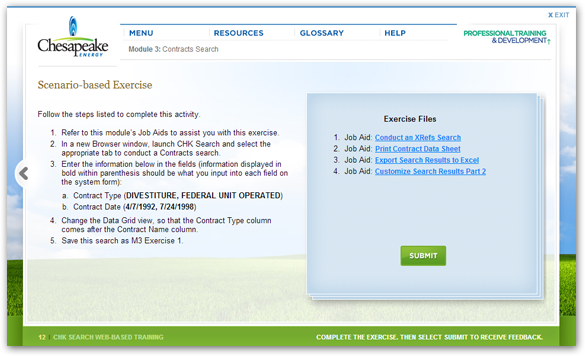 X EXIT
Chesapeake
ENERGY
MENU RESOURCES GLOSSARY HELP
PROFESSIONAL TRAINING
& DEVELOPMENT
Module 3: Contracts Search
Scenario-based Exercise
Follow the steps listed to complete this activity.
1. Refer to this module's Job Aids to assist you with this exercise.
2. In a new Browser window, launch CHK Search and select the
appropriate tab to conduct a Contracts search.
3. Enter the information below in the fields (information displayed in
bold within parenthesis should be what you input into each field on
the system form):
a. Contract Type (DIVESTITURE, FEDERAL UNIT OPERATED)
b. Contract Date (4/7/1992, 7/24/1998)
4. Change the Data Grid view, so that the Contract Type column
comes after the Contract Name column.
5. Save this search as M3 Exercise 1.
Exercise Files
1. Job Aid: Conduct an XRefs Search
2. Job Aid: Print Contract Data Sheet
3. Job Aid: Export Search Results to Excel
4. Job Aid: Customize Search Results Part 2
SUBMIT
12 | CHK SEARCH WEB-BASED TRAINING
COMPLETE THE EXERCISE. THEN SELECT SUBMIT TO RECEIVE FEEDBACK.